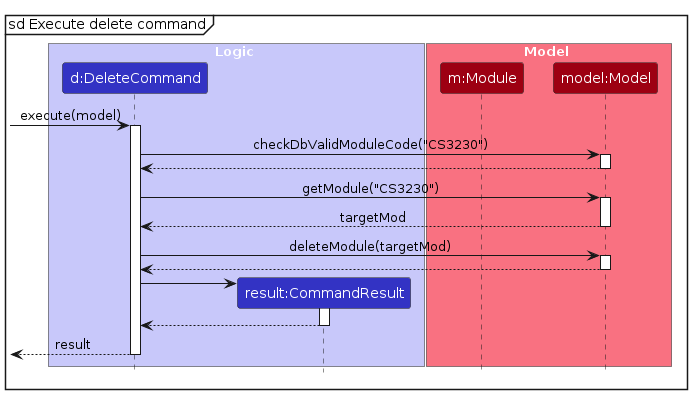 sd Execute delete command
Logic
Model
d:DeleteCommand
m:Module
model:Model
execute(model)
checkDbValidModuleCode("CS3230")
getModule("CS3230")
targetMod
deleteModule(targetMod)
result:CommandResult
result